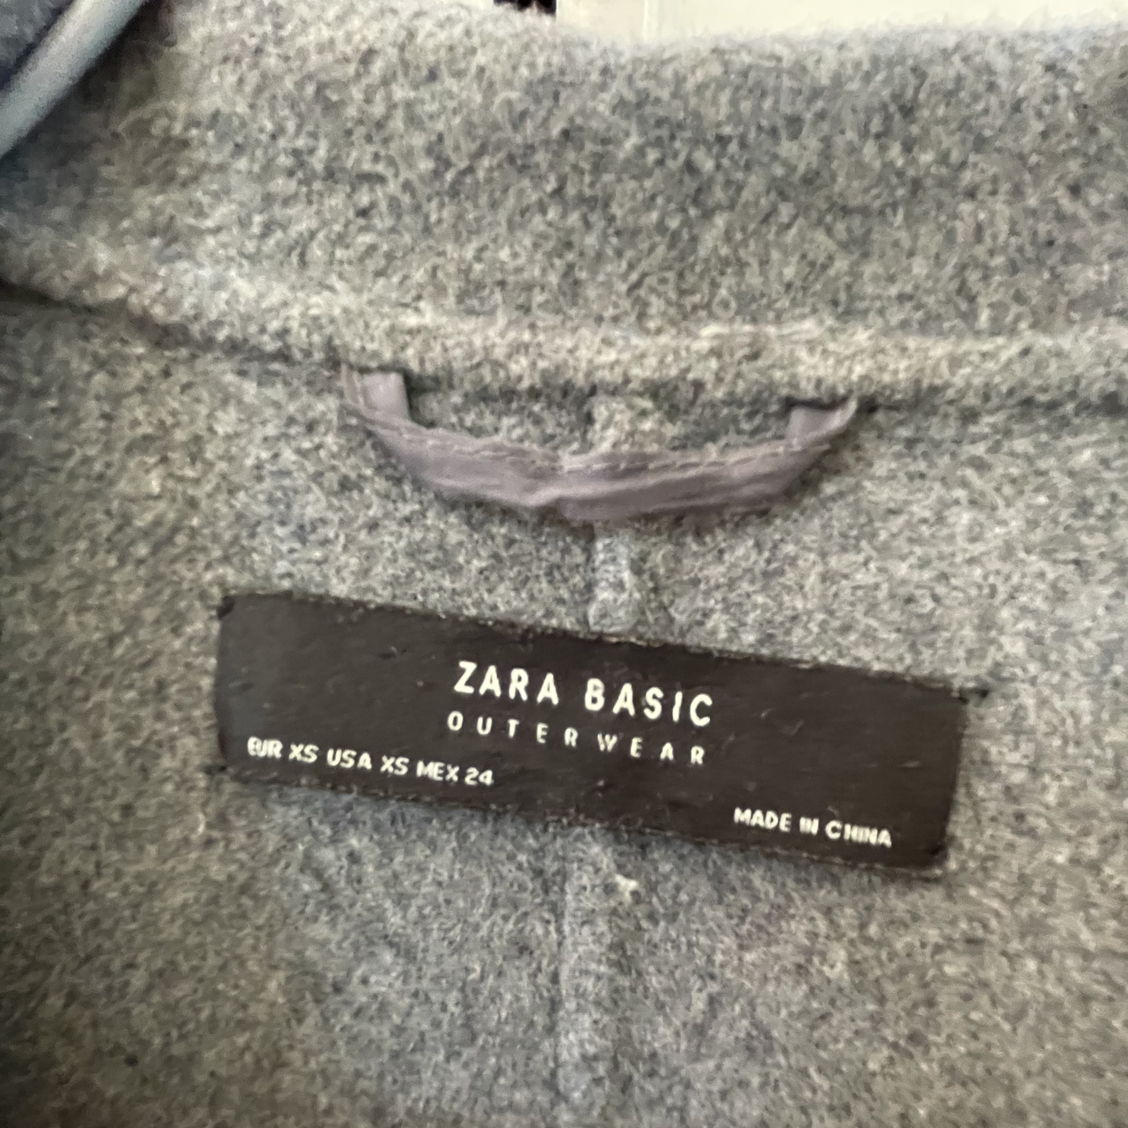 ZARA BASIC
OUTERWEAR
EUR XS USA XS MEX 24
MADE IN CHINA